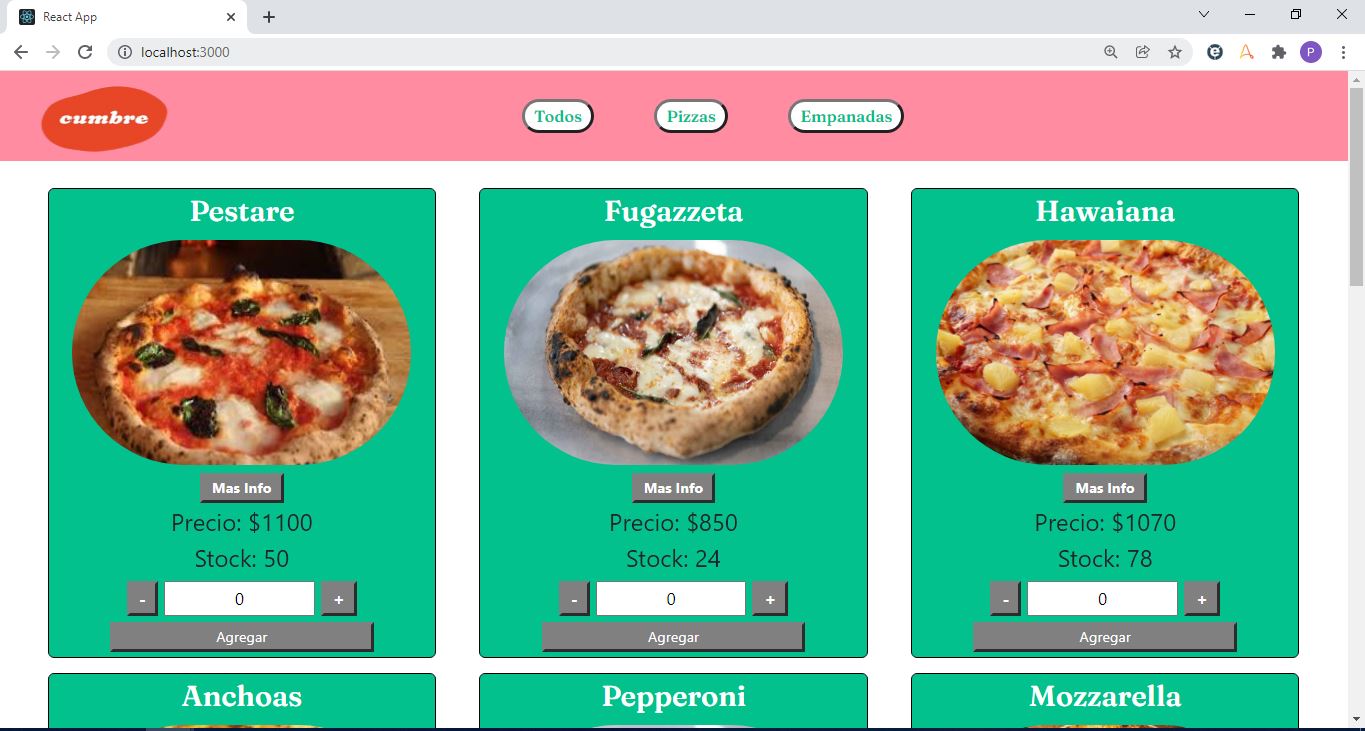 React App
localhost:3000
P
cumbre
Todos
Pizzas
Empanadas
Pestare
Fugazzeta
Hawaiana
Mas Info
Mas Info
Mas Info
Precio: $1100
Precio: $850
Precio: $1070
Stock: 50
Stock: 24
Stock: 78
- 0 +
- 0 +
- 0 +
Agregar
Agregar
Agregar
Anchoas
Pepperoni
Mozzarella